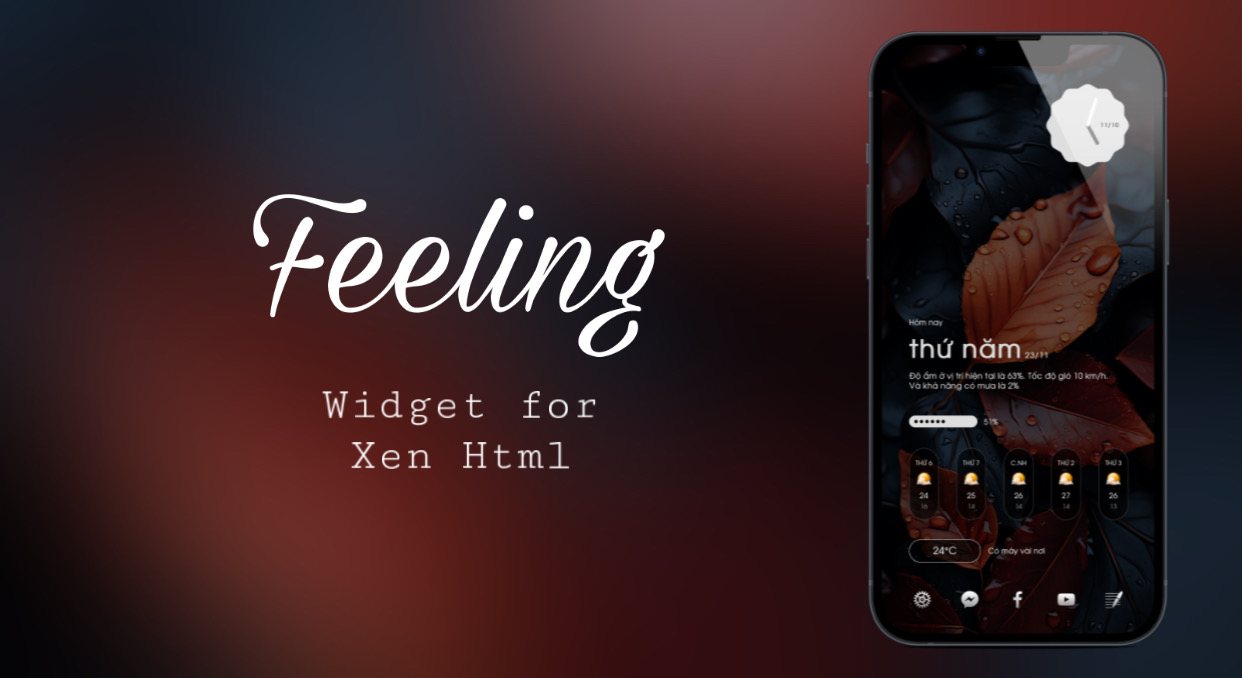 Feeling
Widget for
Xen Html
11/10
Hôm nay
thứ năm 23/11
Độ ẩm ở vị trí hiện tại là 63%. Tốc độ gió 10 km/h.
Và khả năng có mưa là 2%
51%
THỨ 6 THỨ 7 C.NH THỨ 2 THỨ 3
24 25 26 27 26
16 14 14 14 13
24°C Có mây vài nơi